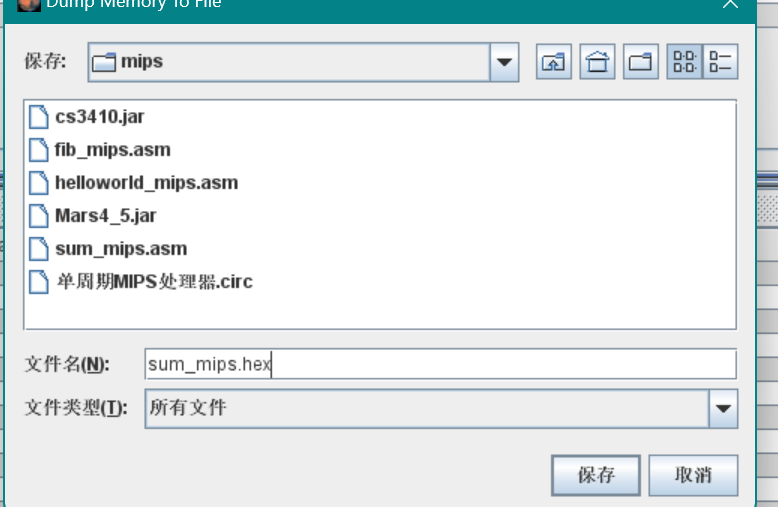 Dump Memory To File
保存:
mips
cs3410.jar
fib_mips.asm
helloworld_mips.asm
Mars4_5.jar
sum_mips.asm
单周期MIPS处理器.circ
文件名(N):
sum_mips.hex
文件类型(T):
所有文件
保存
取消